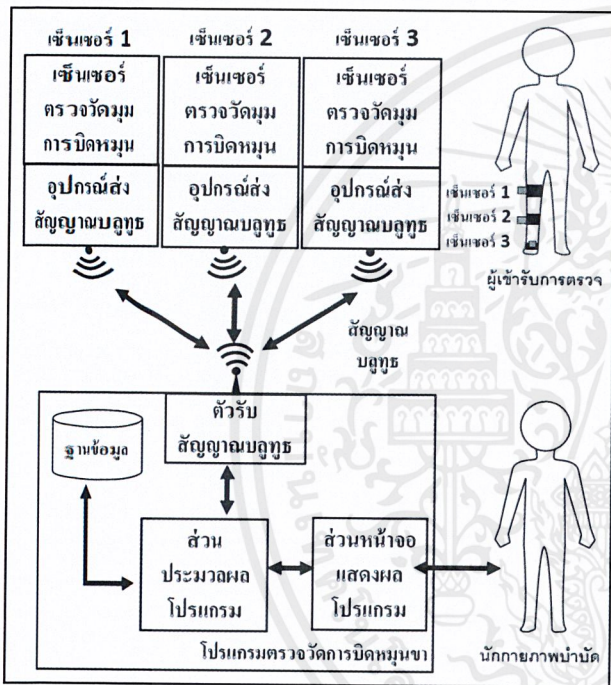 เซ็นเซอร์ 1 เซ็นเซอร์ 2 เซ็นเซอร์ 3
เซ็นเซอร์
ตรวจวัดมุม
การบิดหมุน
อุปกรณ์ส่ง
สัญญาณบลูทูธ
เซ็นเซอร์
ตรวจวัดมุม
การบิดหมุน
อุปกรณ์ส่ง
สัญญาณบลูทูธ
เซ็นเซอร์
ตรวจวัดมุม
การบิดหมุน
อุปกรณ์ส่ง
สัญญาณบลูทูธ
เซ็นเซอร์ 1
เซ็นเซอร์ 2
เซ็นเซอร์ 3
ผู้เข้ารับการตรวจ
สัญญาณ
บลูทูธ
ตัวรับ
สัญญาณบลูทูธ
ฐานข้อมูล
ส่วน
ประมวลผล
โปรแกรม
ส่วนหน้าจอ
แสดงผล
โปรแกรม
โปรแกรมตรวจวัดการบิดหมุนขา
นักกายภาพบำบัด